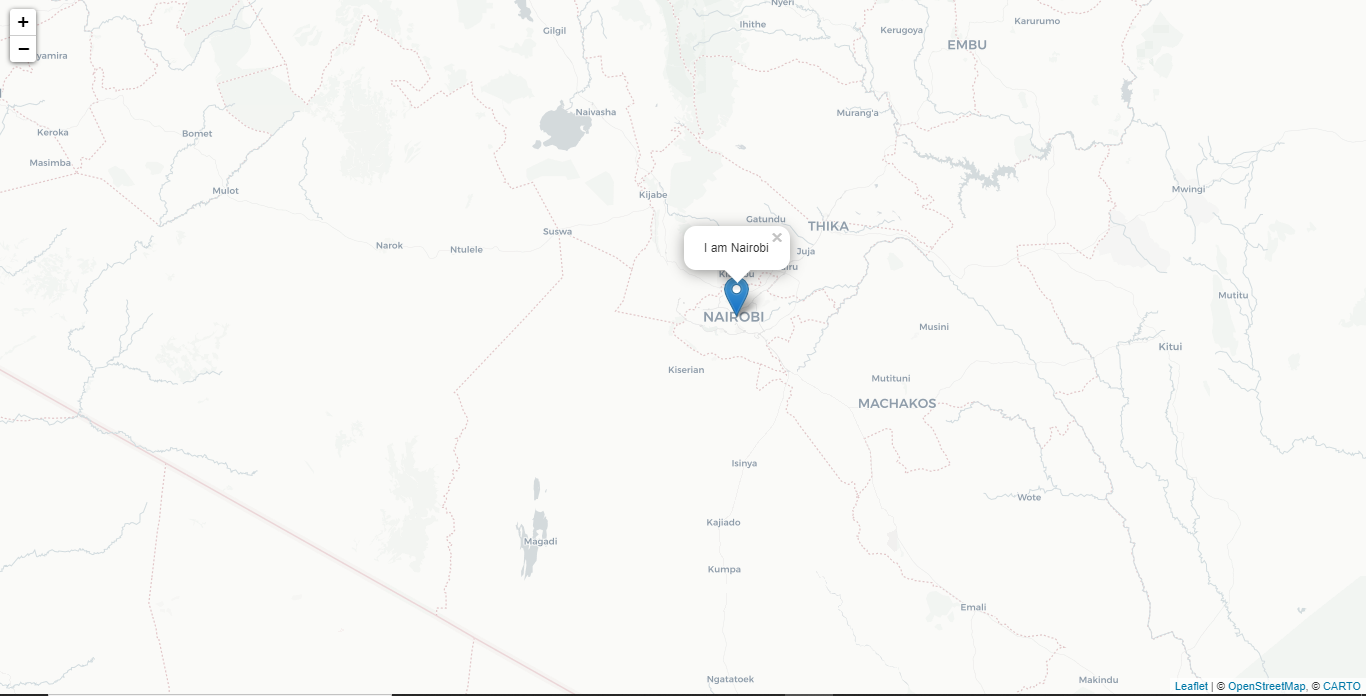 +
−
Nyeri
Gilgil
Ihithe
Karurumo
Kerugoya
EMBU
yamira
Naivasha
Murang'a
Keroka
Bomet
Masimba
Mulot
Kijabe
Mwingi
Gatundu
THIKA
Suswa
Narok
Ntulele
I am Nairobi
×
Juja
iru
Mutitu
NAIROBI
Musini
Kitui
Kiserian
Mutituni
MACHAKOS
Isinya
Wote
Kajiado
Magadi
Kumpa
Emali
Ngatatoek
Makindu
Leaflet | © OpenStreetMap, © CARTO